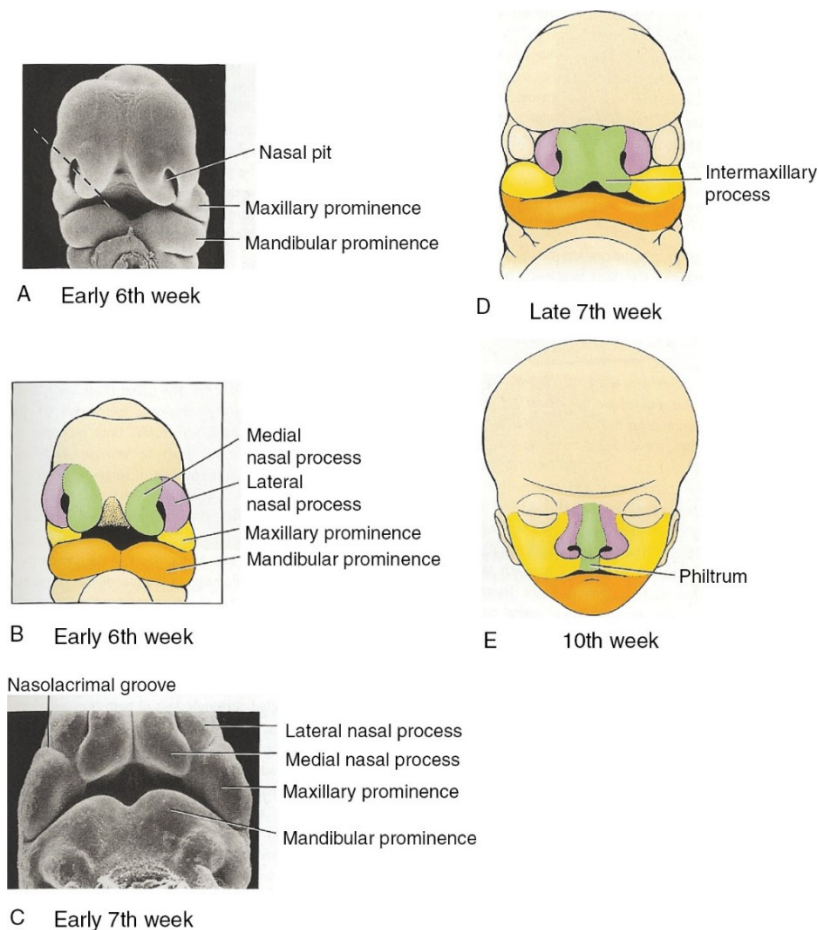 Nasal pit
Maxillary prominence
Mandibular prominence
A Early 6th week
Medial
nasal process
Lateral
nasal process
Maxillary prominence
Mandibular prominence
B Early 6th week
Nasolacrimal groove
Lateral nasal process
Medial nasal process
Maxillary prominence
Mandibular prominence
C Early 7th week
Intermaxillary
process
D Late 7th week
Philtrum
E 10th week